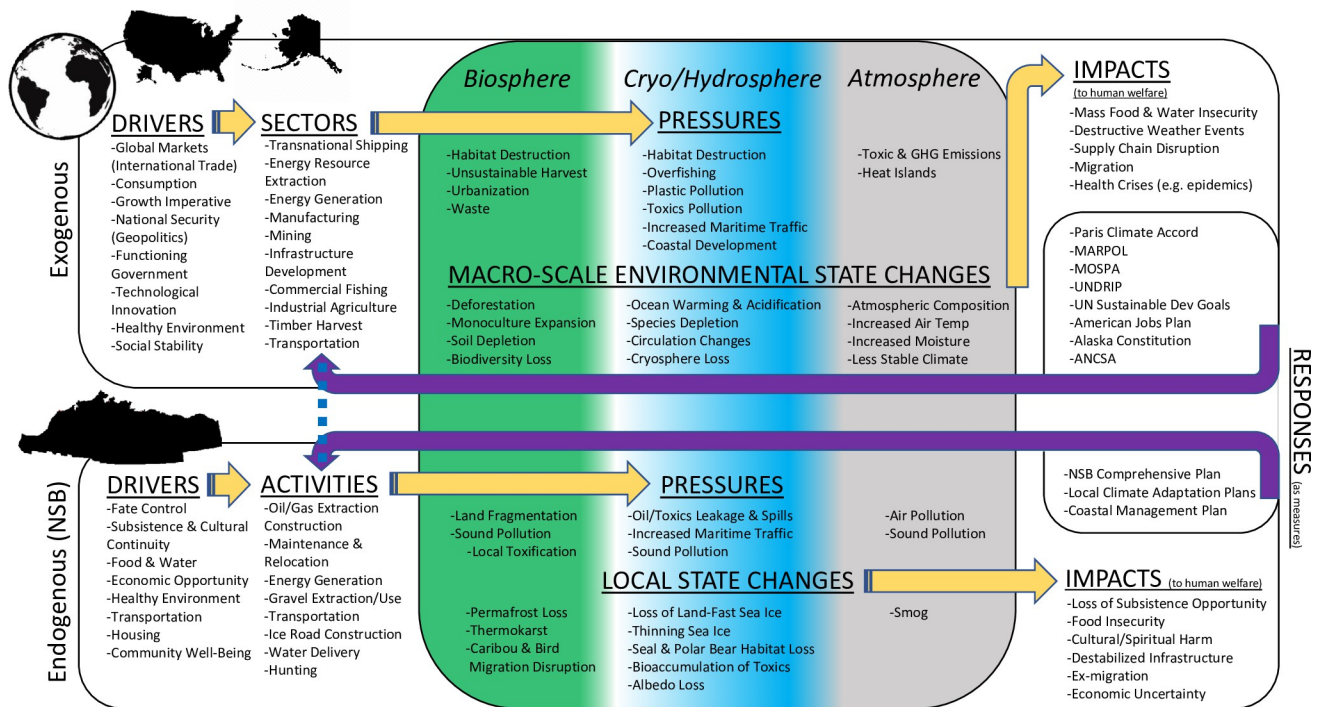 Exogenous
DRIVERS
-Global Markets
(International Trade)
-Consumption
-Growth Imperative
-National Security
(Geopolitics)
-Functioning
Government
-Technological
Innovation
-Healthy Environment
-Social Stability
SECTORS
-Transnational Shipping
-Energy Resource
Extraction
-Energy Generation
-Manufacturing
-Mining
-Infrastructure
Development
-Commercial Fishing
-Industrial Agriculture
-Timber Harvest
-Transportation
Biosphere
Cryo/Hydrosphere
Atmosphere
PRESSURES
-Habitat Destruction
-Unsustainable Harvest
-Urbanization
-Waste
-Habitat Destruction
-Overfishing
-Plastic Pollution
-Toxics Pollution
-Increased Maritime Traffic
-Coastal Development
-Toxic & GHG Emissions
-Heat Islands
MACRO-SCALE ENVIRONMENTAL STATE CHANGES
-Deforestation
-Monoculture Expansion
-Soil Depletion
-Biodiversity Loss
-Ocean Warming & Acidification
-Species Depletion
-Circulation Changes
-Cryosphere Loss
-Atmospheric Composition
-Increased Air Temp
-Increased Moisture
-Less Stable Climate
IMPACTS
(to human welfare)
-Mass Food & Water Insecurity
-Destructive Weather Events
-Supply Chain Disruption
-Migration
-Health Crises (e.g. epidemics)
-Paris Climate Accord
-MARPOL
-MOSPA
-UNDRIP
-UN Sustainable Dev Goals
-American Jobs Plan
-Alaska Constitution
-ANCSA
RESPONSES (as measures)
Endogenous (NSB)
DRIVERS
-Fate Control
-Subsistence & Cultural
Continuity
-Food & Water
-Economic Opportunity
-Healthy Environment
-Transportation
-Housing
-Community Well-Being
ACTIVITIES
-Oil/Gas Extraction
Construction
-Maintenance &
Relocation
-Energy Generation
-Gravel Extraction/Use
-Transportation
-Ice Road Construction
-Water Delivery
-Hunting
PRESSURES
-Land Fragmentation
-Sound Pollution
-Local Toxification
-Oil/Toxics Leakage & Spills
-Increased Maritime Traffic
-Sound Pollution
-Air Pollution
-Sound Pollution
LOCAL STATE CHANGES
-Permafrost Loss
-Thermokarst
-Caribou & Bird
Migration Disruption
-Loss of Land-Fast Sea Ice
-Thinning Sea Ice
-Seal & Polar Bear Habitat Loss
-Bioaccumulation of Toxics
-Albedo Loss
-Smog
-NSB Comprehensive Plan
-Local Climate Adaptation Plans
-Coastal Management Plan
IMPACTS (to human welfare)
-Loss of Subsistence Opportunity
-Food Insecurity
-Cultural/Spiritual Harm
-Destabilized Infrastructure
-Ex-migration
-Economic Uncertainty